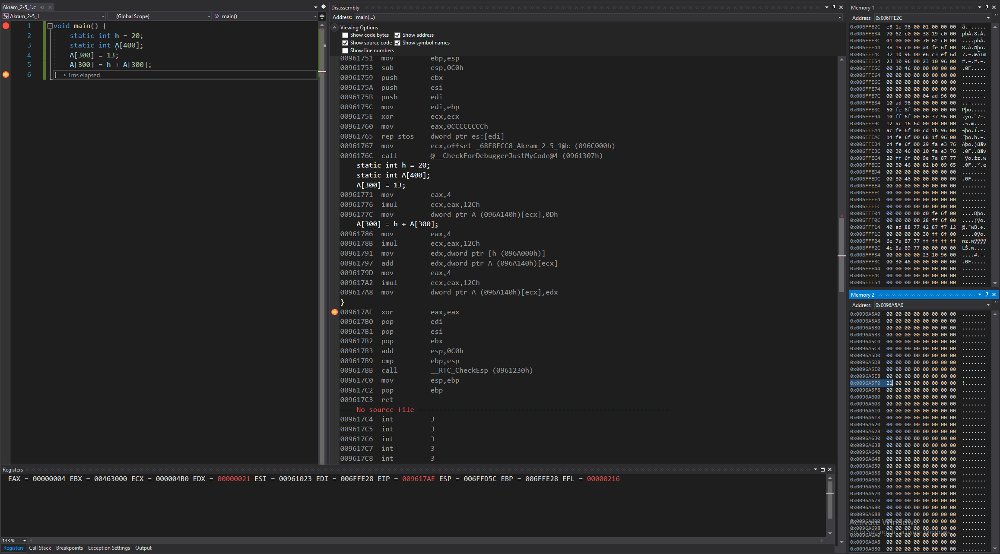 Akram_2-5_1.c
Akram_2-5_1 (Global Scope) main()
1 void main() {
2 static int h = 20;
3 static int A[400];
4 A[300] = 13;
5 A[300] = h + A[300];
6 } ≤ 1ms elapsed
Disassembly
Address: main(...)
Viewing Options
Show code bytes Show address
Show source code Show symbol names
Show line numbers
00961751 mov ebp,esp
00961753 sub esp,0C0h
00961759 push ebx
0096175A push esi
0096175B push edi
0096175C mov edi,ebp
0096175E xor ecx,ecx
00961760 mov eax,0CCCCCCCCh
00961765 rep stos dword ptr es:[edi]
00961767 mov ecx,offset _68E8ECC8_Akram_2-5_1@c (096C000h)
0096176C call @__CheckForDebuggerJustMyCode@4 (0961307h)
static int h = 20;
static int A[400];
A[300] = 13;
00961771 mov eax,4
00961776 imul ecx,eax,12Ch
0096177C mov dword ptr A (096A140h)[ecx],0Dh
A[300] = h + A[300];
00961786 mov eax,4
0096178B imul ecx,eax,12Ch
00961791 mov edx,dword ptr [h (096A000h)]
00961797 add edx,dword ptr A (096A140h)[ecx]
0096179D mov eax,4
009617A2 imul ecx,eax,12Ch
009617A8 mov dword ptr A (096A140h)[ecx],edx
}
009617AE xor eax,eax
009617B0 pop edi
009617B1 pop esi
009617B2 pop ebx
009617B3 add esp,0C0h
009617B9 cmp ebp,esp
009617BB call __RTC_CheckEsp (0961230h)
009617C0 mov esp,ebp
009617C2 pop ebp
009617C3 ret
--- No source file -------------------------------------------------------------
009617C4 int 3
009617C5 int 3
009617C6 int 3
009617C7 int 3
009617C8 int 3
Memory 1
Address: 0x006FFE2C
0x006FFE2C e3 1e 96 00 01 00 00 00 ã.–.....
0x006FFE34 70 62 c0 00 38 19 c0 00 pbÀ.8.À.
0x006FFE3C 01 00 00 00 70 62 c0 00 ....pbÀ.
0x006FFE44 38 19 c0 00 a4 fe 6f 00 8.À.¤þo.
0x006FFE4C 37 1d 96 00 e6 c3 ef 6d 7.–.æÃïm
0x006FFE54 23 10 96 00 23 10 96 00 #.–.#.–.
0x006FFE5C 00 30 46 00 00 00 00 00 .0F.....
0x006FFE64 00 00 00 00 00 00 00 00 ........
0x006FFE6C 00 00 00 00 00 00 00 00 ........
0x006FFE74 00 00 00 00 00 00 00 00 ........
0x006FFE7C 00 00 00 00 04 ad 96 00 ......–.
0x006FFE84 10 ad 96 00 00 00 00 00 ..–.....
0x006FFE8C 50 fe 6f 00 00 00 00 00 Pþo.....
0x006FFE94 10 ff 6f 00 60 37 96 00 .ÿo.`7–.
0x006FFE9C 12 ac 16 6d 00 00 00 00 .¬.m....
0x006FFEA4 ac fe 6f 00 cd 1b 96 00 ¬þo.Í.–.
0x006FFEAC b4 fe 6f 00 68 1f 96 00 ´þo.h.–.
0x006FFEB4 c4 fe 6f 00 29 fa e3 76 Äþo.)úãv
0x006FFEBC 00 30 46 00 10 fa e3 76 .0F..úãv
0x006FFEC4 20 ff 6f 00 9e 7a 87 77 ÿo.žz.w
0x006FFECC 00 30 46 00 02 b0 09 65 .0F..°.e
0x006FFED4 00 00 00 00 00 00 00 00 ........
0x006FFEDC 00 30 46 00 00 00 00 00 .0F.....
0x006FFEE4 00 00 00 00 00 00 00 00 ........
0x006FFEEC 00 00 00 00 00 00 00 00 ........
0x006FFEF4 00 00 00 00 00 00 00 00 ........
0x006FFEFC 00 00 00 00 00 00 00 00 ........
0x006FFF04 00 00 00 00 d0 fe 6f 00 ....Ðþo.
0x006FFF0C 00 00 00 00 28 ff 6f 00 ....(ÿo.
0x006FFF14 40 ad 88 77 42 87 f7 12 @.ˆwB.÷.
0x006FFF1C 00 00 00 00 30 ff 6f 00 ....0ÿo.
0x006FFF24 6e 7a 87 77 ff ff ff ff nz.wÿÿÿÿ
0x006FFF2C 4c 8a 89 77 00 00 00 00 LŠ.w....
0x006FFF34 00 00 00 00 23 10 96 00 ....#.–.
0x006FFF3C 00 30 46 00 00 00 00 00 .0F.....
0x006FFF44 00 00 00 00 00 00 00 00 ........
0x006FFF4C 00 00 00 00 00 00 00 00 ........
0x006FFF54 00 00 00 00 00 00 00 00 ........
Memory 2
Address: 0x0096A5A0
0x0096A5A0 00 00 00 00 00 00 00 00 ........
0x0096A5A8 00 00 00 00 00 00 00 00 ........
0x0096A5B0 00 00 00 00 00 00 00 00 ........
0x0096A5B8 00 00 00 00 00 00 00 00 ........
0x0096A5C0 00 00 00 00 00 00 00 00 ........
0x0096A5C8 00 00 00 00 00 00 00 00 ........
0x0096A5D0 00 00 00 00 00 00 00 00 ........
0x0096A5D8 00 00 00 00 00 00 00 00 ........
0x0096A5E0 00 00 00 00 00 00 00 00 ........
0x0096A5E8 00 00 00 00 00 00 00 00 ........
0x0096A5F0 21 00 00 00 00 00 00 00 !.......
0x0096A5F8 00 00 00 00 00 00 00 00 ........
0x0096A600 00 00 00 00 00 00 00 00 ........
0x0096A608 00 00 00 00 00 00 00 00 ........
0x0096A610 00 00 00 00 00 00 00 00 ........
0x0096A618 00 00 00 00 00 00 00 00 ........
0x0096A620 00 00 00 00 00 00 00 00 ........
0x0096A628 00 00 00 00 00 00 00 00 ........
0x0096A630 00 00 00 00 00 00 00 00 ........
0x0096A638 00 00 00 00 00 00 00 00 ........
0x0096A640 00 00 00 00 00 00 00 00 ........
0x0096A648 00 00 00 00 00 00 00 00 ........
0x0096A650 00 00 00 00 00 00 00 00 ........
0x0096A658 00 00 00 00 00 00 00 00 ........
0x0096A660 00 00 00 00 00 00 00 00 ........
0x0096A668 00 00 00 00 00 00 00 00 ........
0x0096A670 00 00 00 00 00 00 00 00 ........
0x0096A678 00 00 00 00 00 00 00 00 ........
0x0096A680 00 00 00 00 00 00 00 00 ........
0x0096A688 00 00 00 00 00 00 00 00 ........
0x0096A690 00 00 00 00 00 00 00 00 ........
0x0096A698 00 00 00 00 00 00 00 00 ........
0x0096A6A0 00 00 00 00 00 00 00 00 ........
0x0096A6A8 00 00 00 00 00 00 00 00 ........
0x0096A6B0 00 00 00 00 00 00 00 00 ........
Activate Windows
Go to Settings to activate Windows.
Registers
EAX = 00000004 EBX = 00463000 ECX = 000004B0 EDX = 00000021 ESI = 00961023 EDI = 006FFE28 EIP = 009617AE ESP = 006FFD5C EBP = 006FFE28 EFL = 00000216
133 %
Registers Call Stack Breakpoints Exception Settings Output